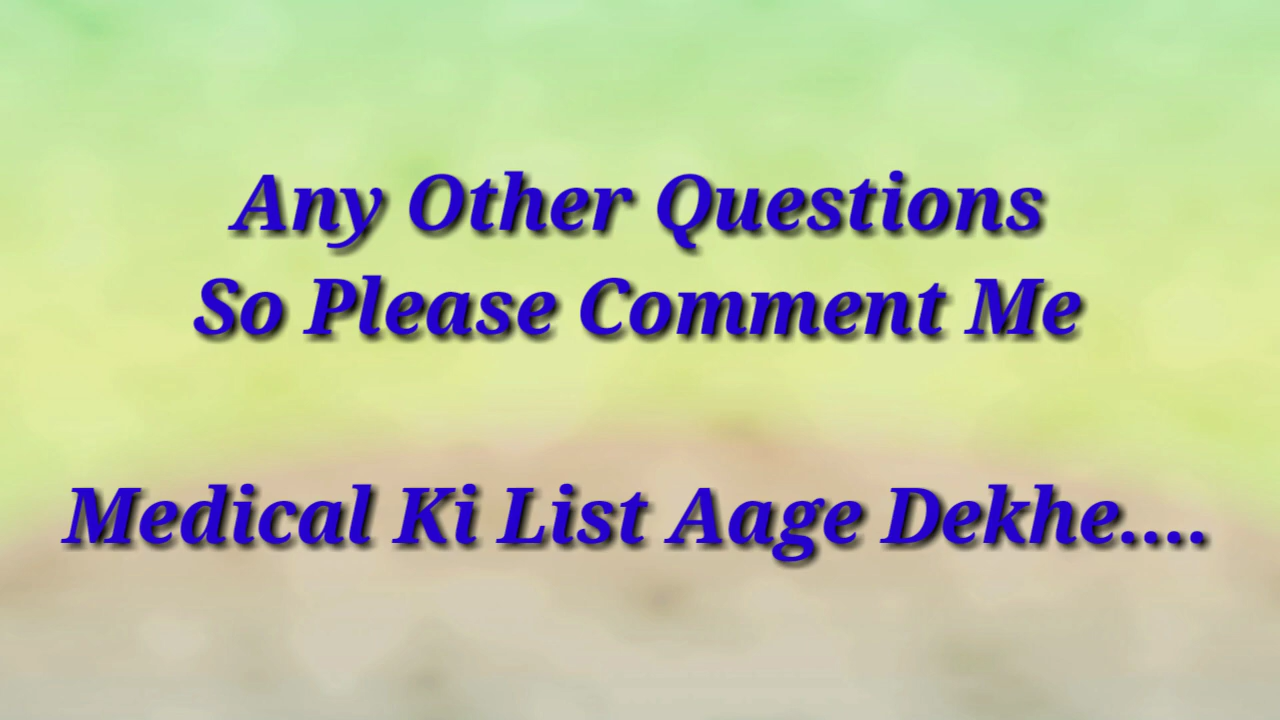 Any Other Questions
So Please Comment Me
Medical Ki List Aage Dekhe....